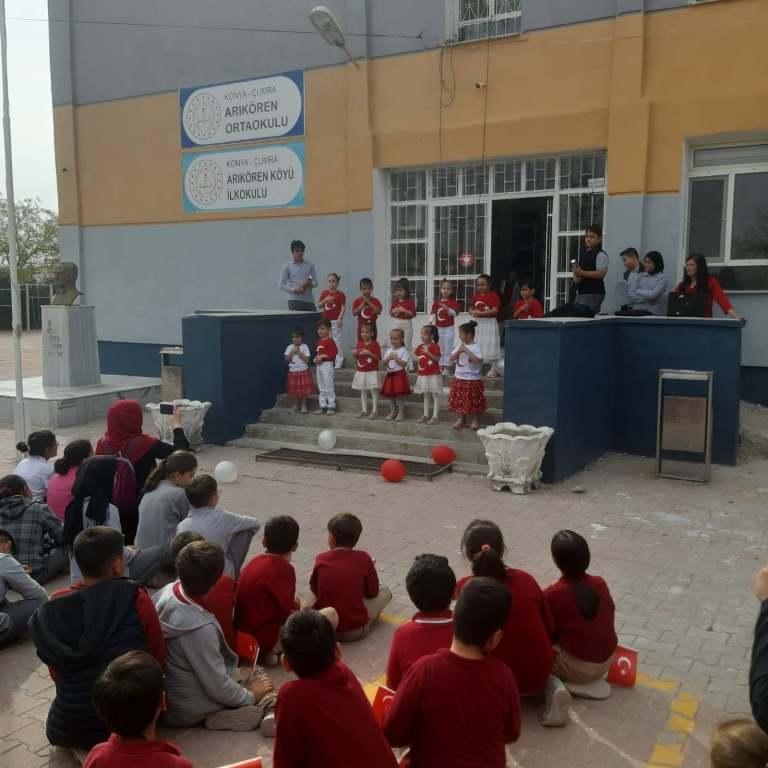 KONYA - ÇUMRA
ARIKÖREN
ORTAOKULU
KONYA - ÇUMRA
ARIKÖREN KÖYÜ
İLKOKULU